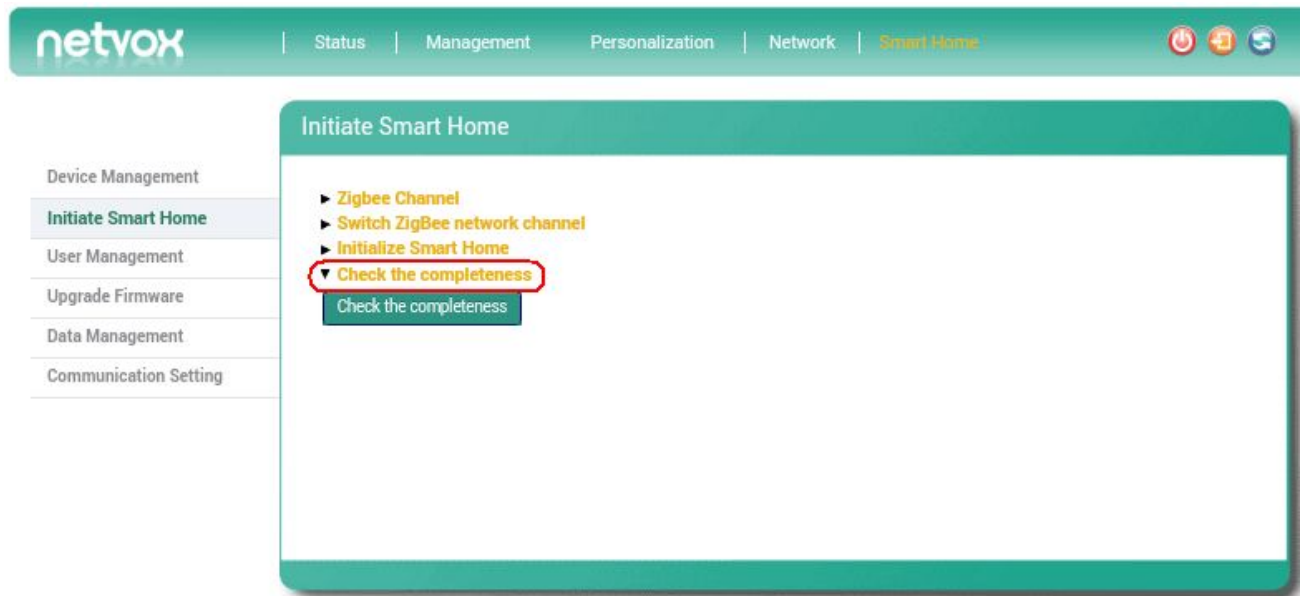 netvox
Status | Management Personalization | Network | Smart Home
Initiate Smart Home
Device Management
Initiate Smart Home
User Management
Upgrade Firmware
Data Management
Communication Setting
► Zigbee Channel
► Switch ZigBee network channel
► Initialize Smart Home
▼ Check the completeness
Check the completeness